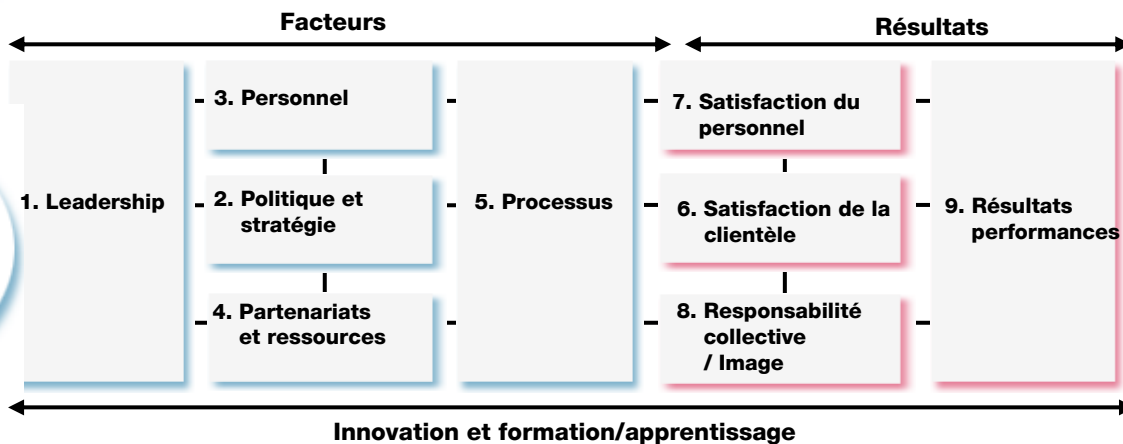 Facteurs
Résultats
1. Leadership
3. Personnel
2. Politique et
stratégie
4. Partenariats
et ressources
5. Processus
7. Satisfaction du
personnel
6. Satisfaction de la
clientèle
8. Responsabilité
collective
/ Image
9. Résultats
performances
Innovation et formation/apprentissage